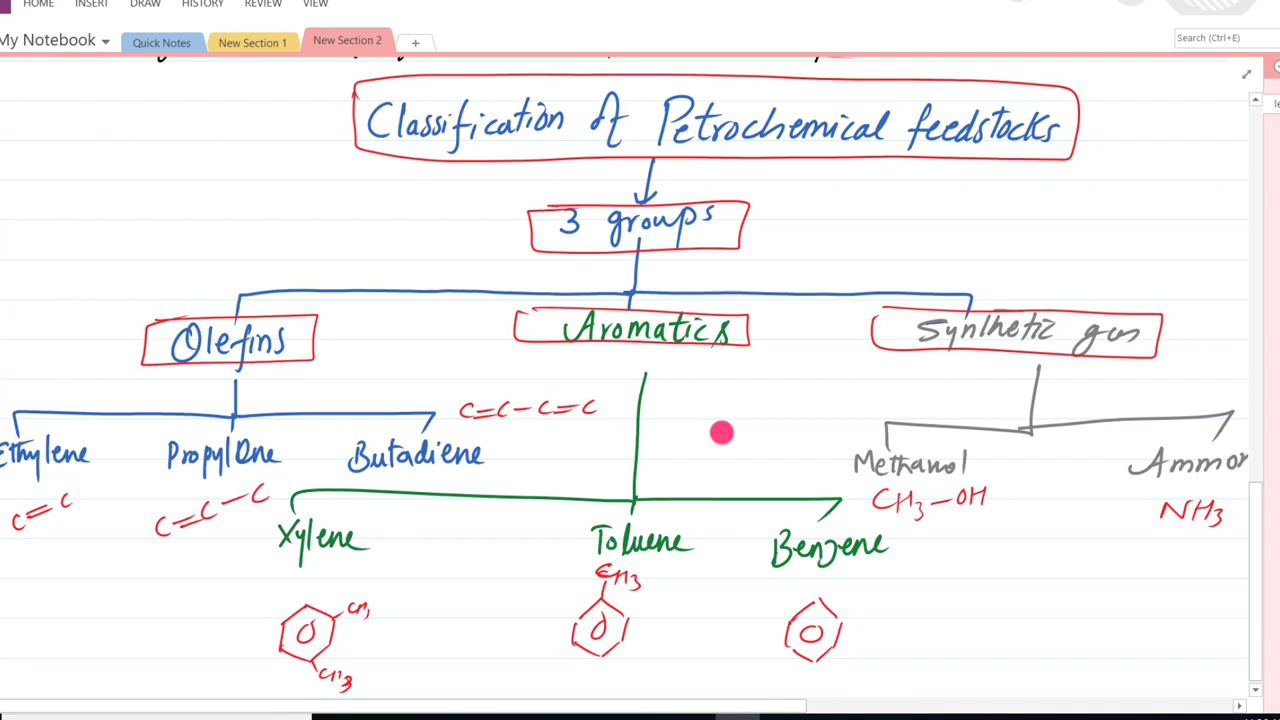 HOME INSERT DRAW HISTORY REVIEW VIEW
My Notebook Quick Notes New Section 1 New Section 2 +
Search (Ctrl+E)
Classification of Petrochemical feedstocks
3 groups
Olefins Aromatics Synthetic gas
C=C-C=C
Ethylene Propylene Butadiene Methanol Ammon
C=C C=C-C CH3-OH NH3
Xylene Toluene Benzene
CH3
CH3
CH3